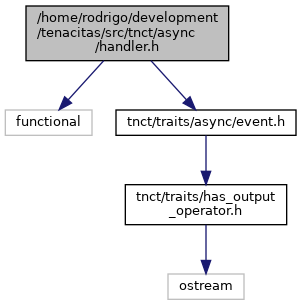 /home/rodrigo/development
/tenacitas/src/tnct/async
/handler.h
functional
tnct/traits/async/event.h
tnct/traits/has_output
_operator.h
ostream